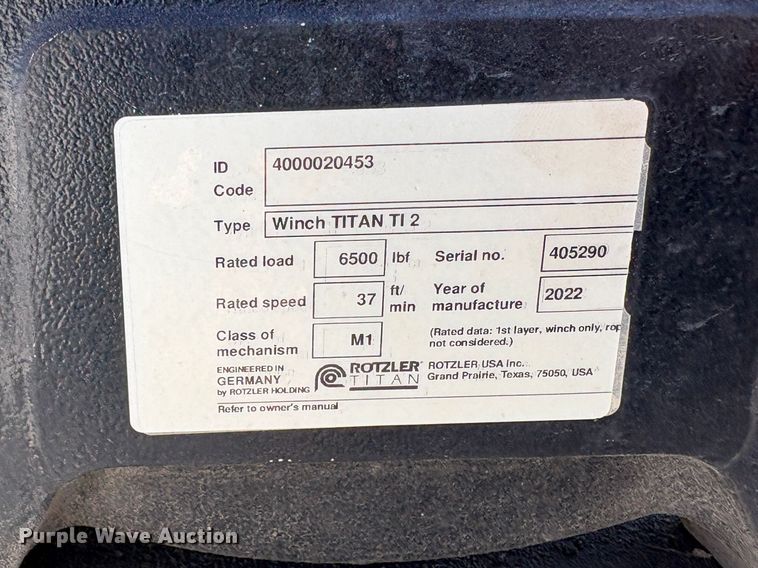 ID 4000020453
Code
Type Winch TITAN TI 2
Rated load 6500 lbf Serial no. 405290
Rated speed 37 ft/min Year of manufacture 2022
Class of mechanism M1 (Rated data: 1st layer, winch only,
not considered.)
ENGINEERED IN
GERMANY
by ROTZLER HOLDING
ROTZLER
TITAN
ROTZLER USA Inc.
Grand Prairie, Texas, 75050, USA
Refer to owner's manual
Purple Wave Auction